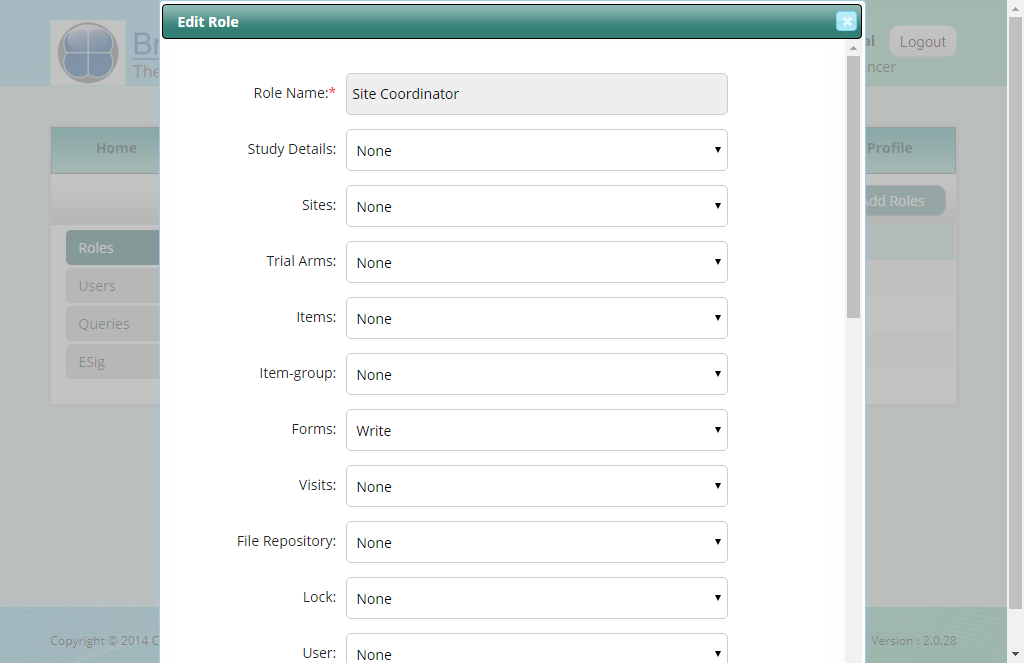 Edit Role
Br
The
al
Logout
ncer
Home
Profile
Add Roles
Roles
Users
Queries
ESig
Role Name:*
Site Coordinator
Study Details:
None
Sites:
None
Trial Arms:
None
Items:
None
Item-group:
None
Forms:
Write
Visits:
None
File Repository:
None
Lock:
None
User:
None
Copyright © 2014 C
Version : 2.0.28